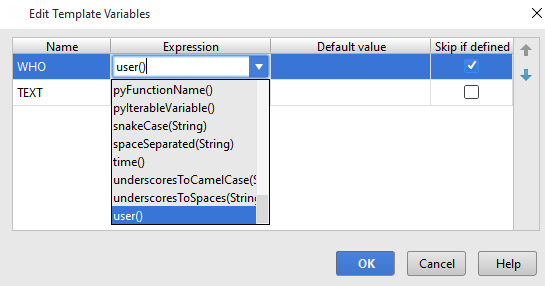 Edit Template Variables
Name Expression Default value Skip if defined
WHO user()
TEXT
pyFunctionName()
pyIterableVariable()
snakeCase(String)
spaceSeparated(String)
time()
underscoresToCamelCase(S
underscoresToSpaces(String
user()
OK Cancel Help